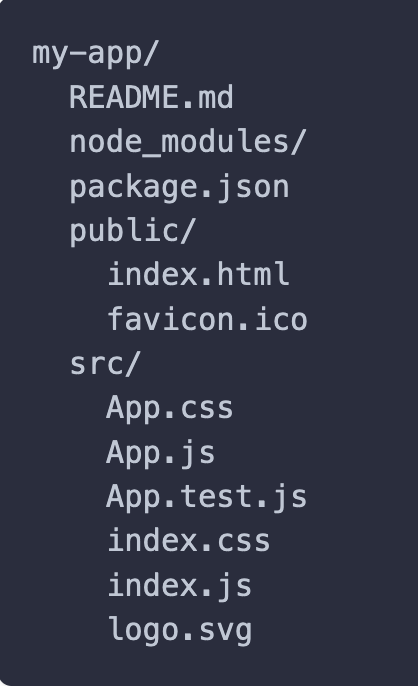 my-app/
  README.md
  node_modules/
  package.json
  public/
    index.html
    favicon.ico
  src/
    App.css
    App.js
    App.test.js
    index.css
    index.js
    logo.svg